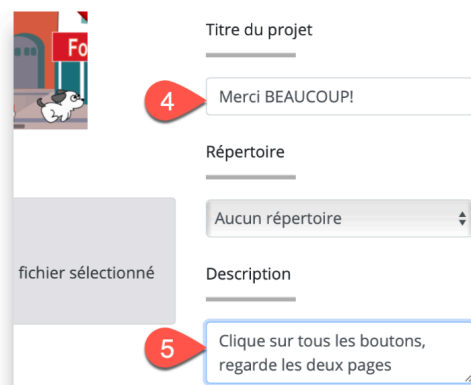 Titre du projet
Fo
4
Merci BEAUCOUP!
Répertoire
Aucun répertoire
fichier sélectionné
Description
5
Clique sur tous les boutons,
regarde les deux pages